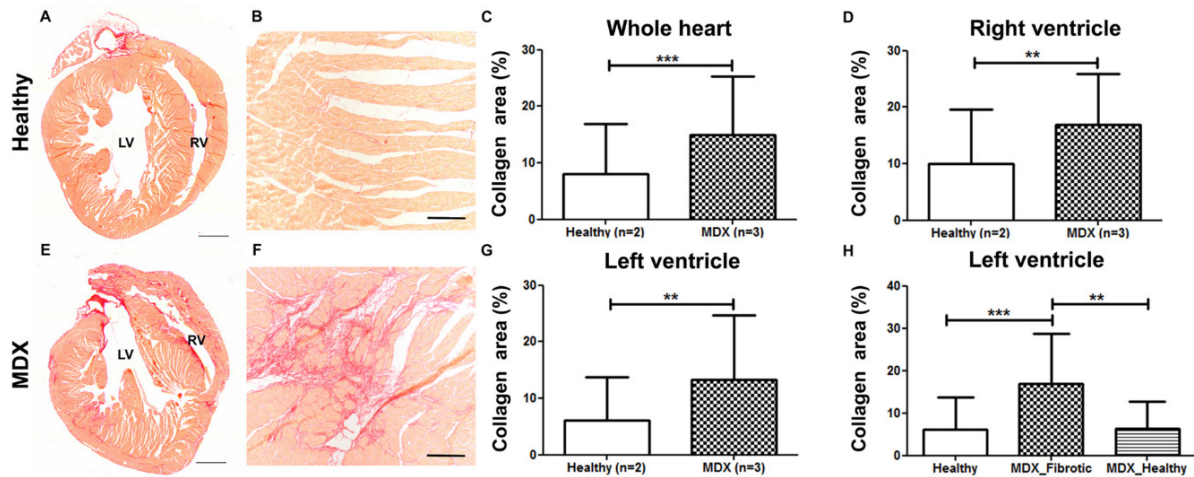 A
Healthy
LV
RV
B
C
Whole heart
Collagen area (%)
30
20
10
0
***
Healthy (n=2)
MDX (n=3)
D
Right ventricle
Collagen area (%)
30
20
10
0
**
Healthy (n=2)
MDX (n=3)
E
MDX
LV
RV
F
G
Left ventricle
Collagen area (%)
30
20
10
0
**
Healthy (n=2)
MDX (n=3)
H
Left ventricle
Collagen area (%)
40
30
20
10
0
***
**
Healthy
MDX_Fibrotic
MDX_Healthy